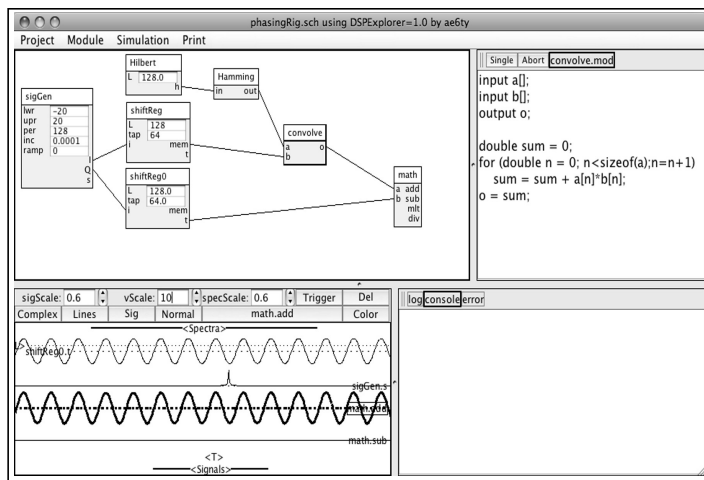 phasingRig.sch using DSPExplorer=1.0 by ae6ty
Project Module Simulation Print
Hilbert
L 128.0
h
Hamming
in out
sigGen
lwr -20
upr 20
per 128
inc 0.0001
ramp 0
I
Q
s
shiftReg
L 128
tap 64
i mem
t
shiftReg0
L 128.0
tap 64.0
i mem
t
convolve
a o
b
math
a add
b sub
mlt
div
Single Abort convolve.mod
input a[];
input b[];
output o;
double sum = 0;
for (double n = 0; n<sizeof(a);n=n+1)
sum = sum + a[n]*b[n];
o = sum;
sigScale: 0.6 vScale: 10 specScale: 0.6 Trigger Del
Complex Lines Sig Normal math.add Color
<Spectra>
shiftReg0.t
sigGen.s
math.add
math.sub
<T>
<Signals>
log console error